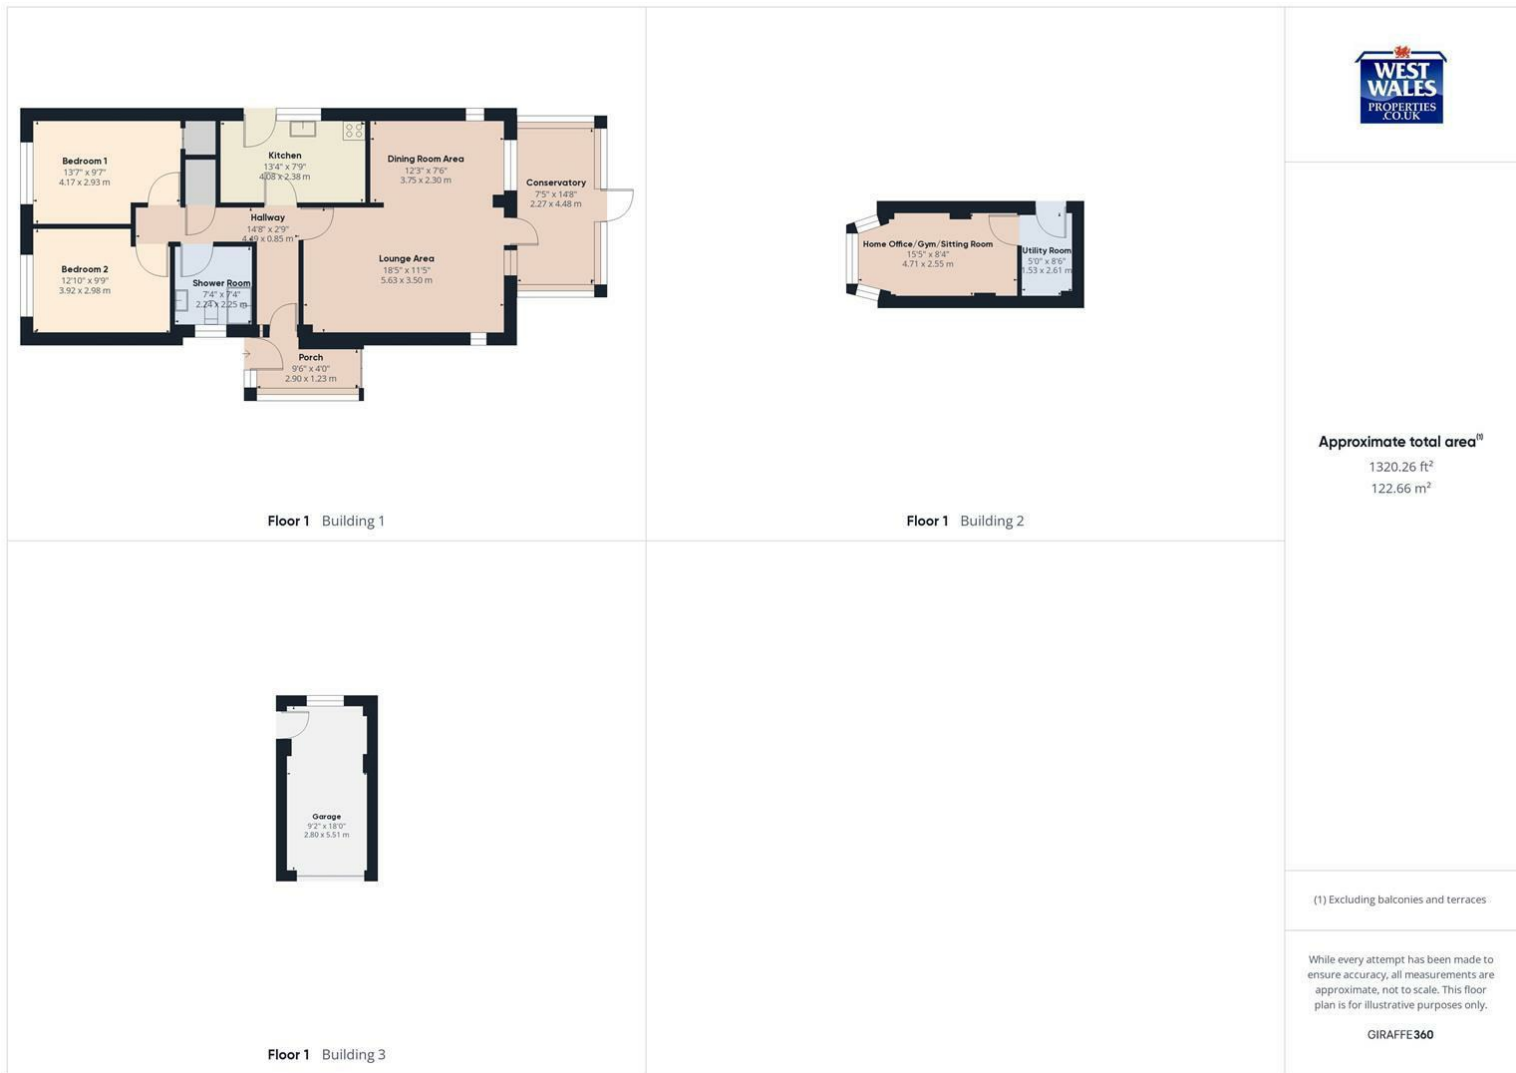 Bedroom 1
13'7" x 9'7"
4.17 x 2.93 m
Kitchen
13'4" x 7'9"
4.08 x 2.38 m
Dining Room Area
12'3" x 7'6"
3.75 x 2.30 m
Conservatory
7'5" x 14'8"
2.27 x 4.48 m
Hallway
14'8" x 2'9"
4.49 x 0.85 m
Bedroom 2
12'10" x 9'9"
3.92 x 2.98 m
Shower Room
7'4" x 7'4"
2.24 x 2.25 m
Lounge Area
18'5" x 11'5"
5.63 x 3.50 m
Porch
9'6" x 4'0"
2.90 x 1.23 m
Floor 1 Building 1
Home Office/Gym/Sitting Room
15'5" x 8'4"
4.71 x 2.55 m
Utility Room
5'0" x 8'6"
1.53 x 2.61 m
Floor 1 Building 2
Garage
9'2" x 18'0"
2.80 x 5.51 m
Floor 1 Building 3
WEST
WALES
PROPERTIES
.CO.UK
Approximate total area(1)
1320.26 ft²
122.66 m²
(1) Excluding balconies and terraces
While every attempt has been made to
ensure accuracy, all measurements are
approximate, not to scale. This floor
plan is for illustrative purposes only.
GIRAFFE360